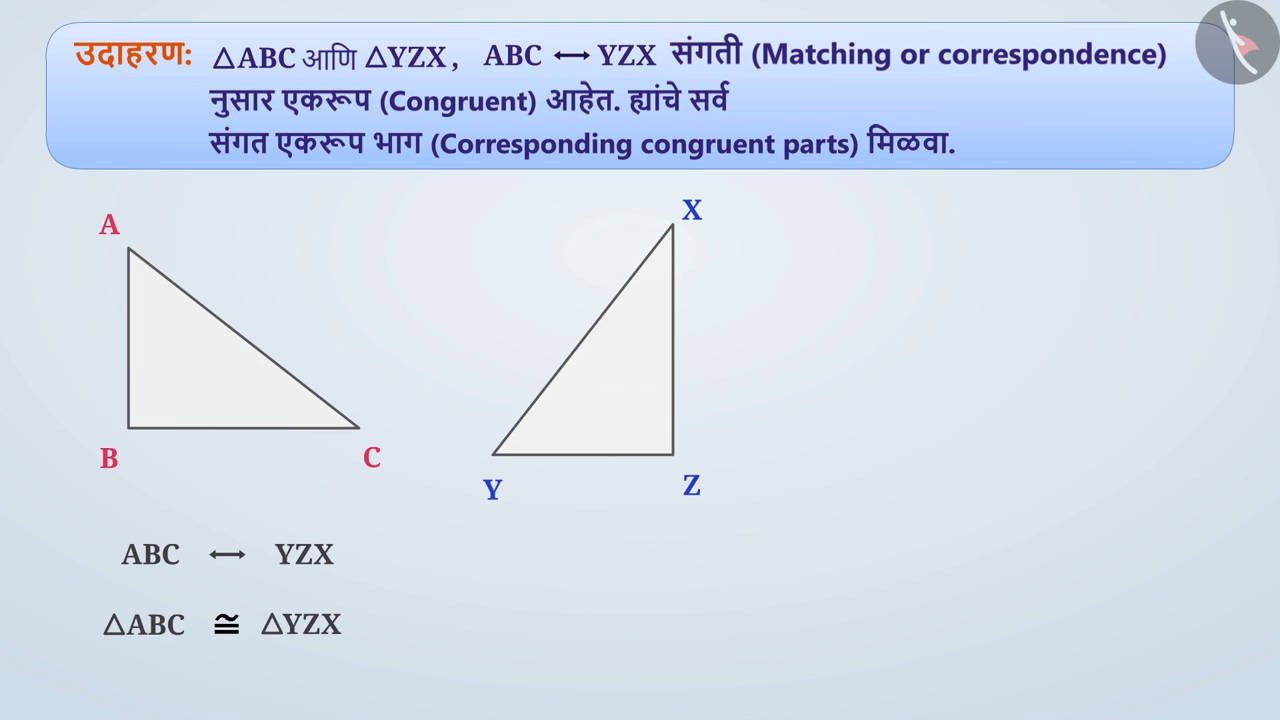 उदाहरण: △ABC आणि △YZX, ABC ⟷ YZX संगती (Matching or correspondence)
नुसार एकरूप (Congruent) आहेत. ह्यांचे सर्व
संगत एकरूप भाग (Corresponding congruent parts) मिळवा.
A
X
B
C
Y
Z
ABC ⟷ YZX
△ABC ≅ △YZX